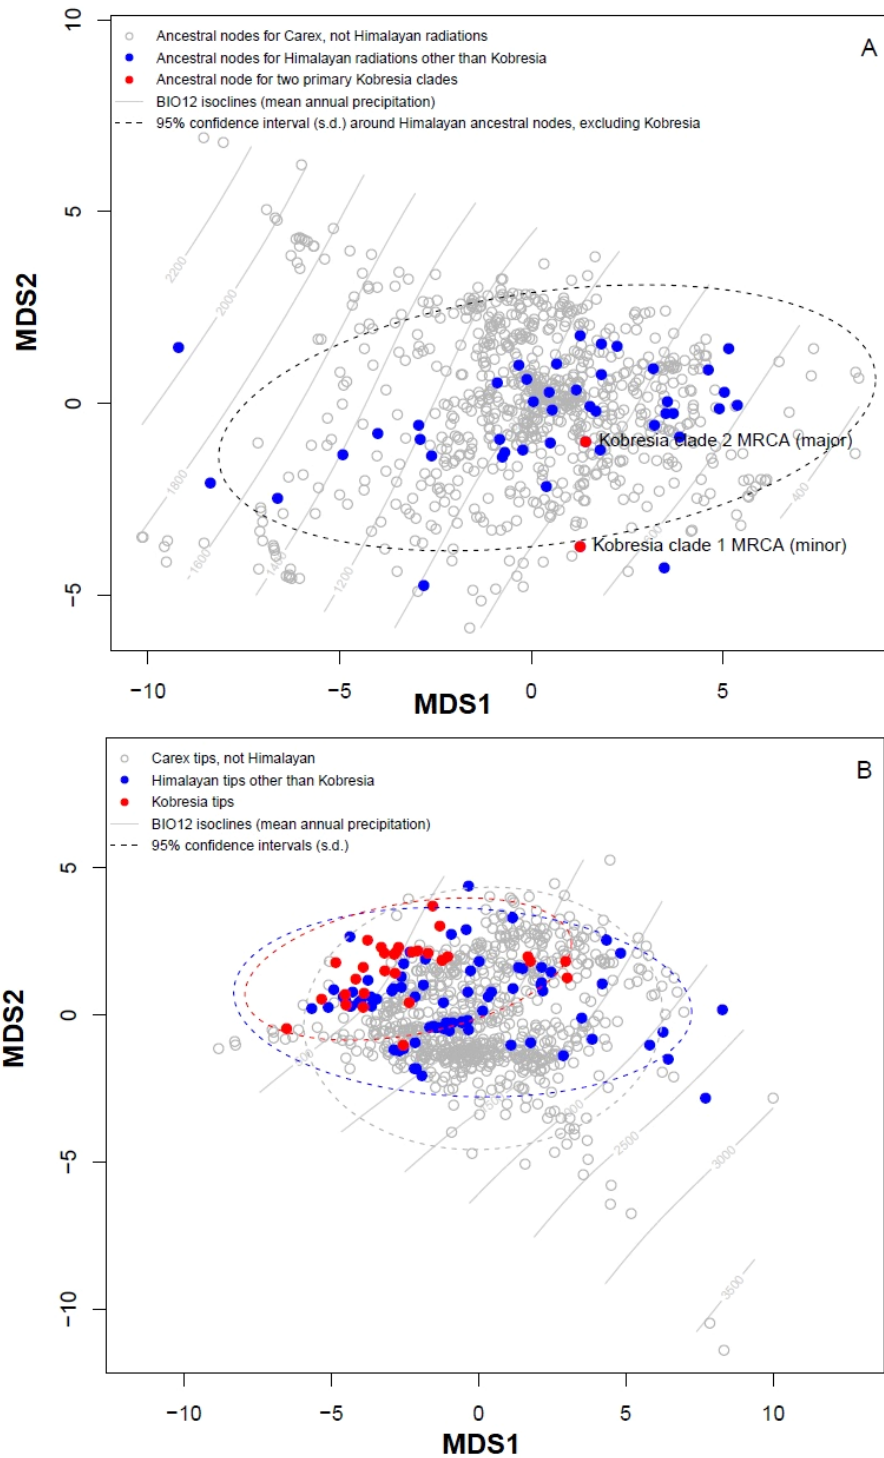 10
Ancestral nodes for Carex, not Himalayan radiations
A
Ancestral nodes for Himalayan radiations other than Kobresia
Ancestral node for two primary Kobresia clades
BIO12 isoclines (mean annual precipitation)
95% confidence interval (s.d.) around Himalayan ancestral nodes, excluding Kobresia
5
2200
2000
MDS2
0
Kobresia clade 2 MRCA (major)
1800
400
Kobresia clade 1 MRCA (minor)
1600
1400
1200
−5
−10 −5 0 5
MDS1
Carex tips, not Himalayan
B
Himalayan tips other than Kobresia
Kobresia tips
BIO12 isoclines (mean annual precipitation)
95% confidence intervals (s.d.)
5
MDS2
0
−5
2500
3000
3500
−10
−10 −5 0 5 10
MDS1